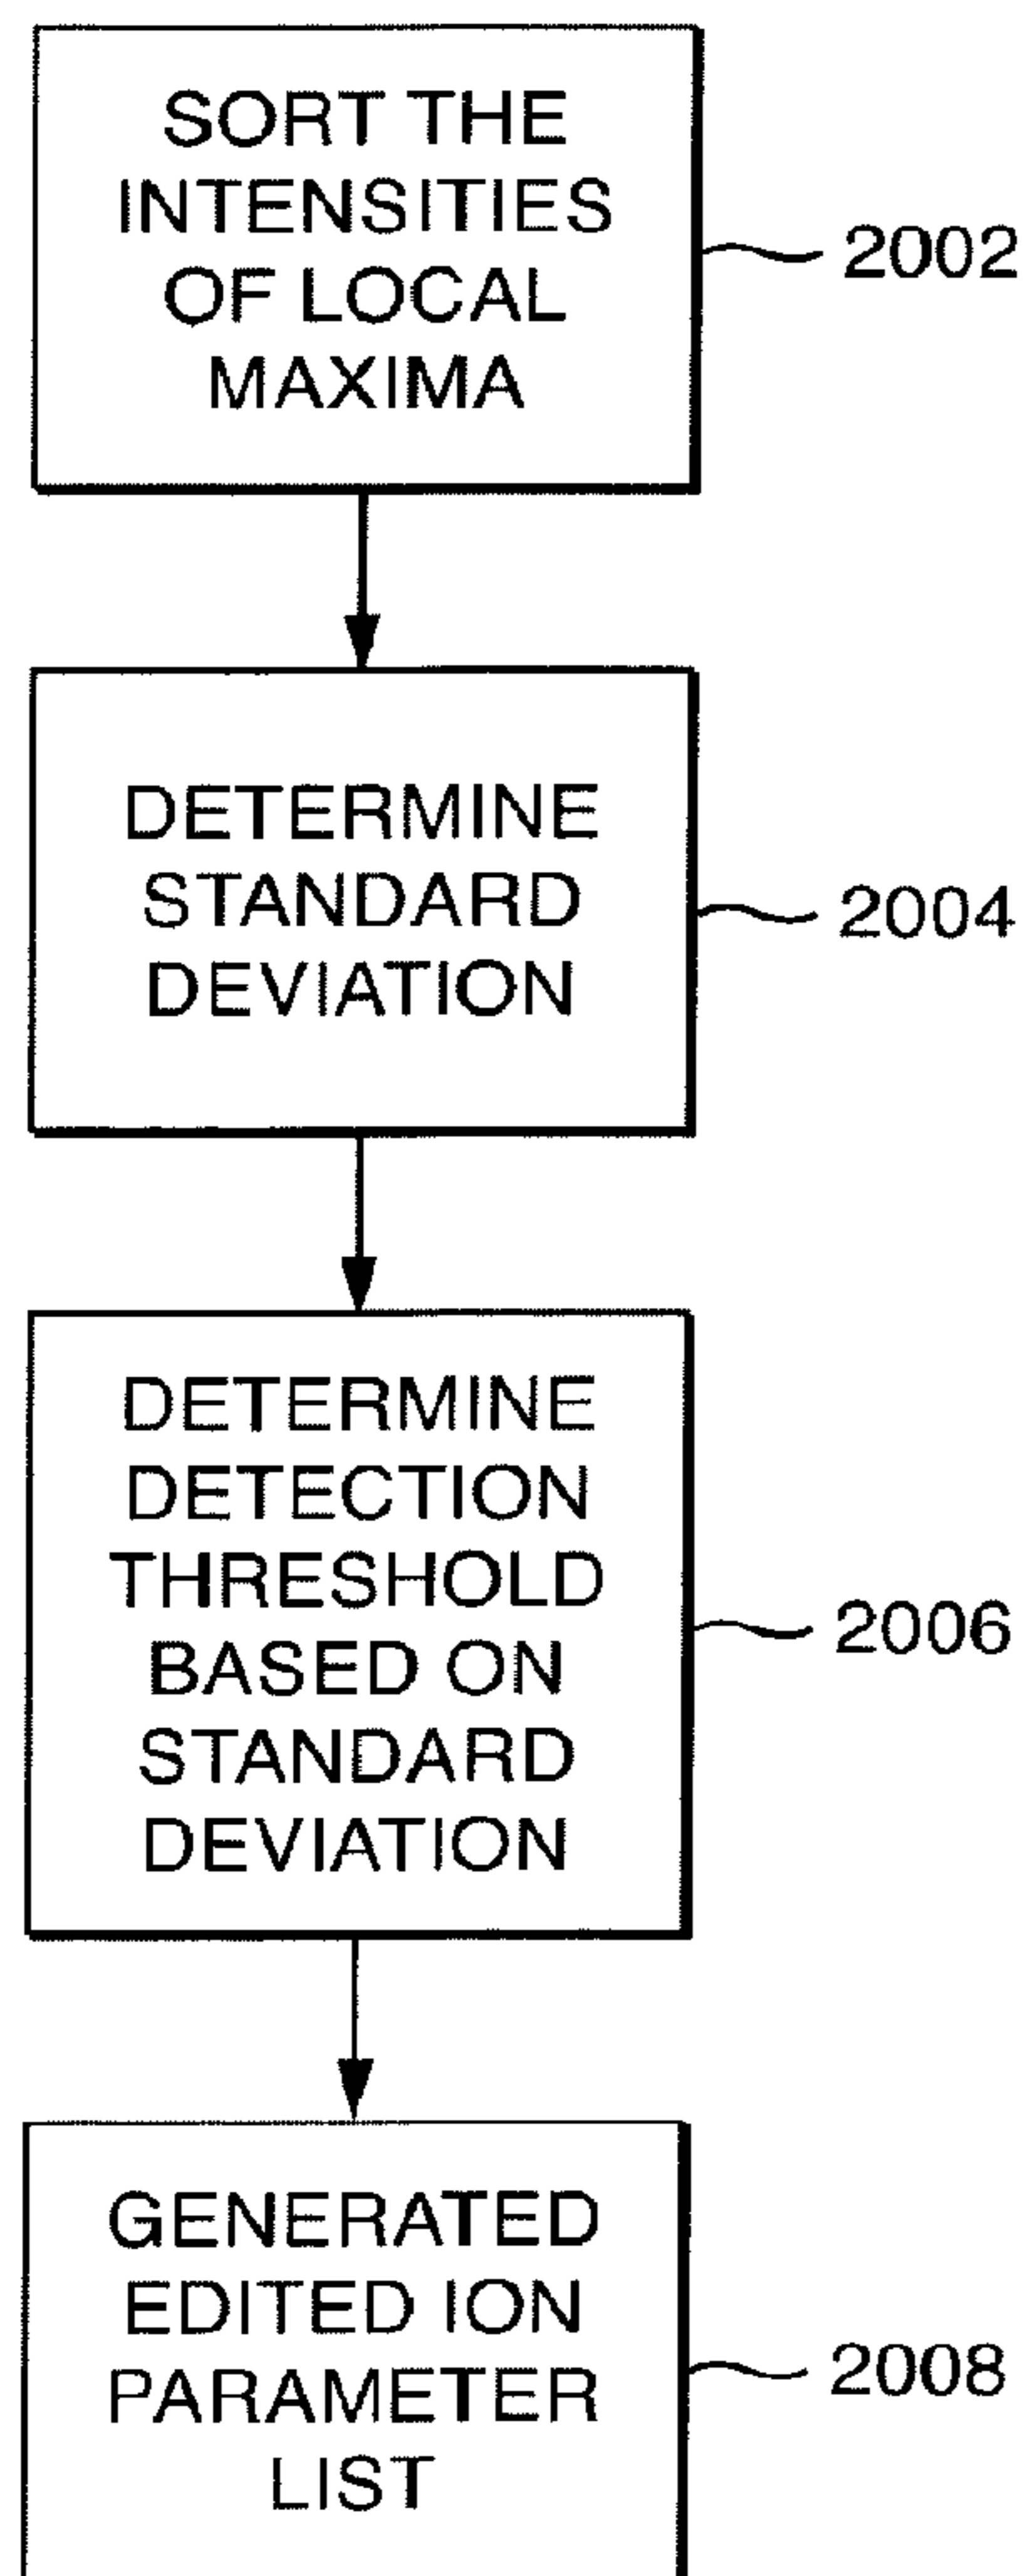 SORT THE
INTENSITIES
OF LOCAL
MAXIMA
2002
DETERMINE
STANDARD
DEVIATION
2004
DETERMINE
DETECTION
THRESHOLD
BASED ON
STANDARD
DEVIATION
2006
GENERATED
EDITED ION
PARAMETER
LIST
2008